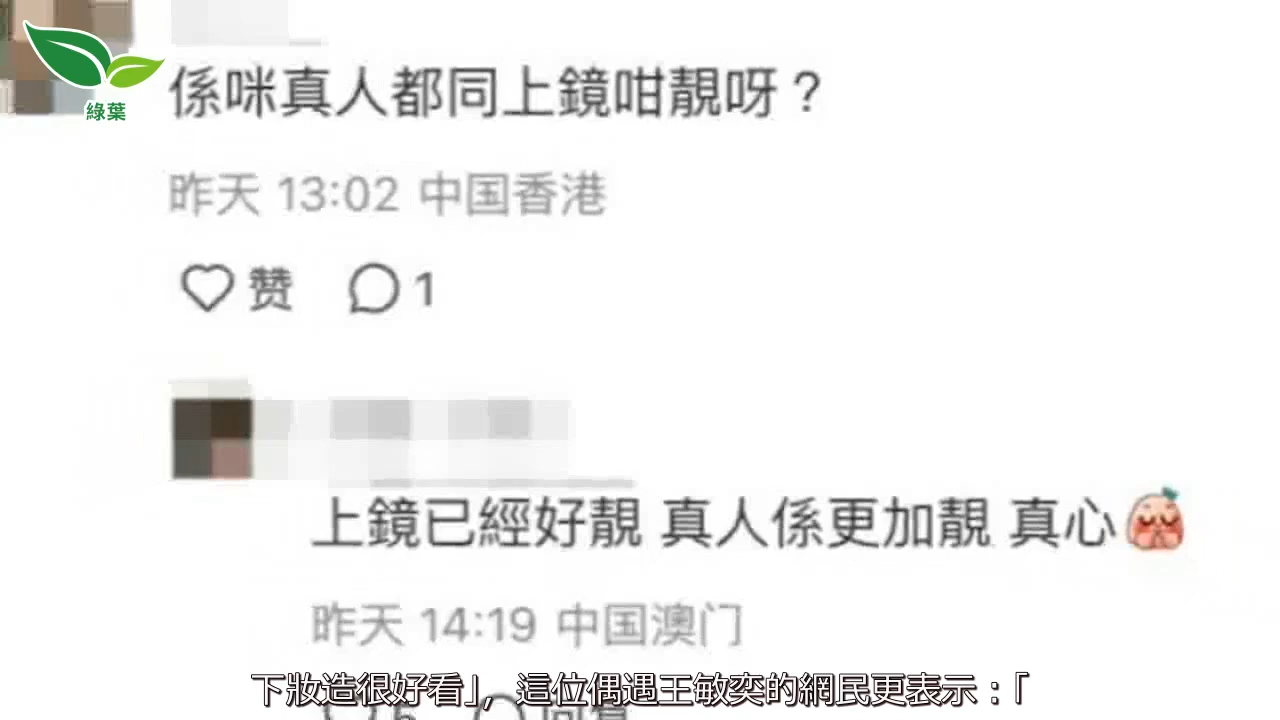 綠葉
係咪真人都同上鏡咁靚呀？
昨天 13:02 中国香港
赞 1
上鏡已經好靚 真人係更加靚 真心
昨天 14:19 中国澳门
下妝造很好看」，這位偶遇王敏奕的網民更表示：「